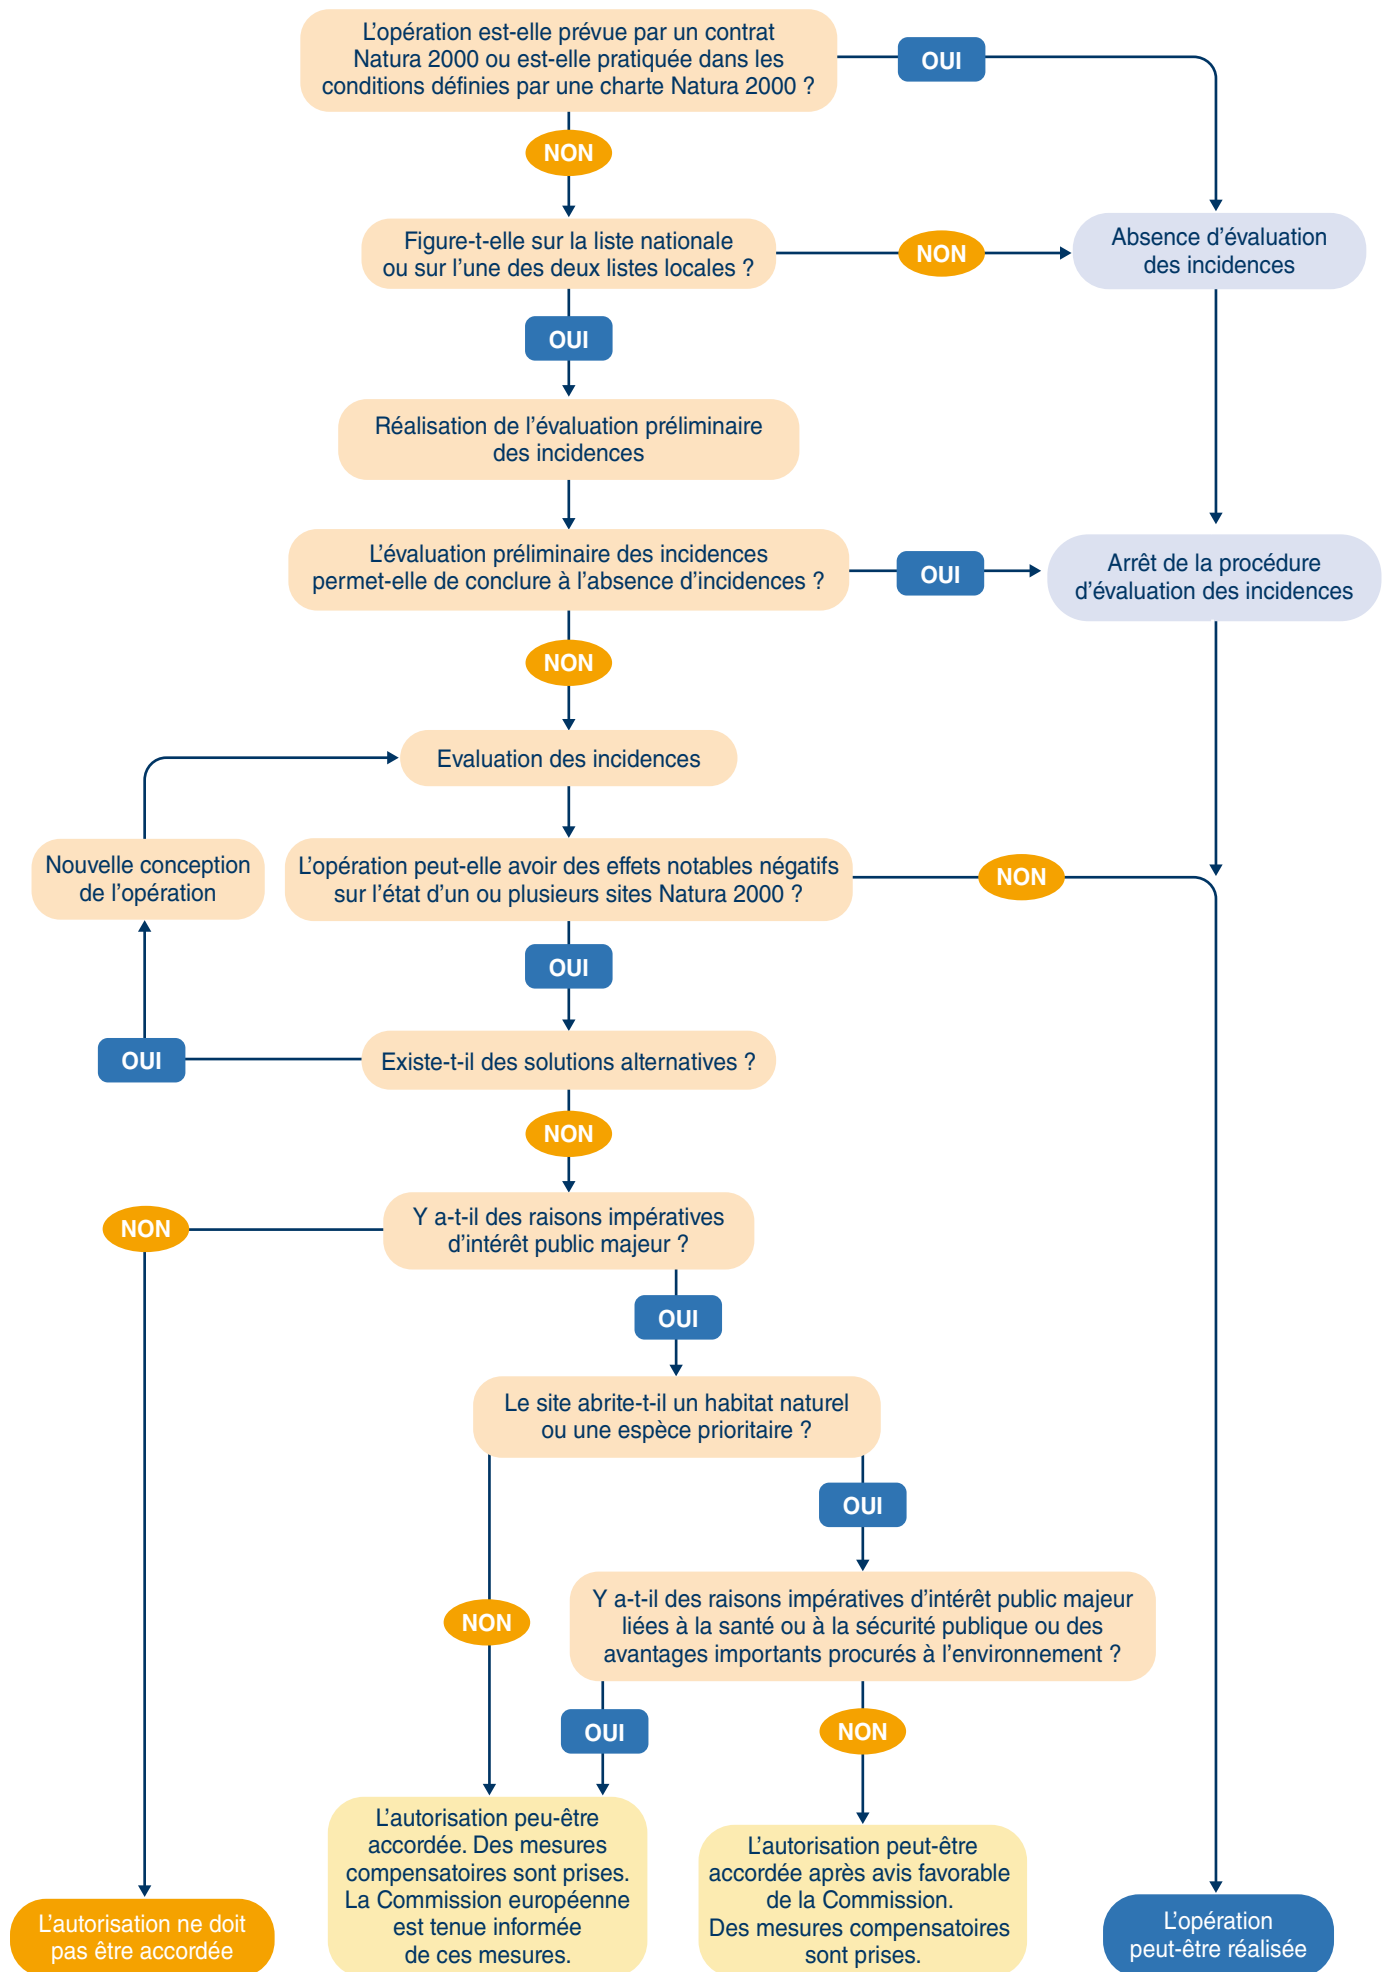 L’opération est-elle prévue par un contrat
Natura 2000 ou est-elle pratiquée dans les
conditions définies par une charte Natura 2000 ?
OUI
NON
Figure-t-elle sur la liste nationale
ou sur l’une des deux listes locales ?
NON
Absence d’évaluation
des incidences
OUI
Réalisation de l’évaluation préliminaire
des incidences
L’évaluation préliminaire des incidences
permet-elle de conclure à l’absence d’incidences ?
OUI
Arrêt de la procédure
d’évaluation des incidences
NON
Evaluation des incidences
Nouvelle conception
de l’opération
L’opération peut-elle avoir des effets notables négatifs
sur l’état d’un ou plusieurs sites Natura 2000 ?
NON
OUI
OUI
Existe-t-il des solutions alternatives ?
NON
Y a-t-il des raisons impératives
d’intérêt public majeur ?
NON
OUI
Le site abrite-t-il un habitat naturel
ou une espèce prioritaire ?
OUI
NON
Y a-t-il des raisons impératives d’intérêt public majeur
liées à la santé ou à la sécurité publique ou des
avantages importants procurés à l’environnement ?
OUI
NON
L’autorisation ne doit
pas être accordée
L’autorisation peu-être
accordée. Des mesures
compensatoires sont prises.
La Commission européenne
est tenue informée
de ces mesures.
L’autorisation peut-être
accordée après avis favorable
de la Commission.
Des mesures compensatoires
sont prises.
L’opération
peut-être réalisée